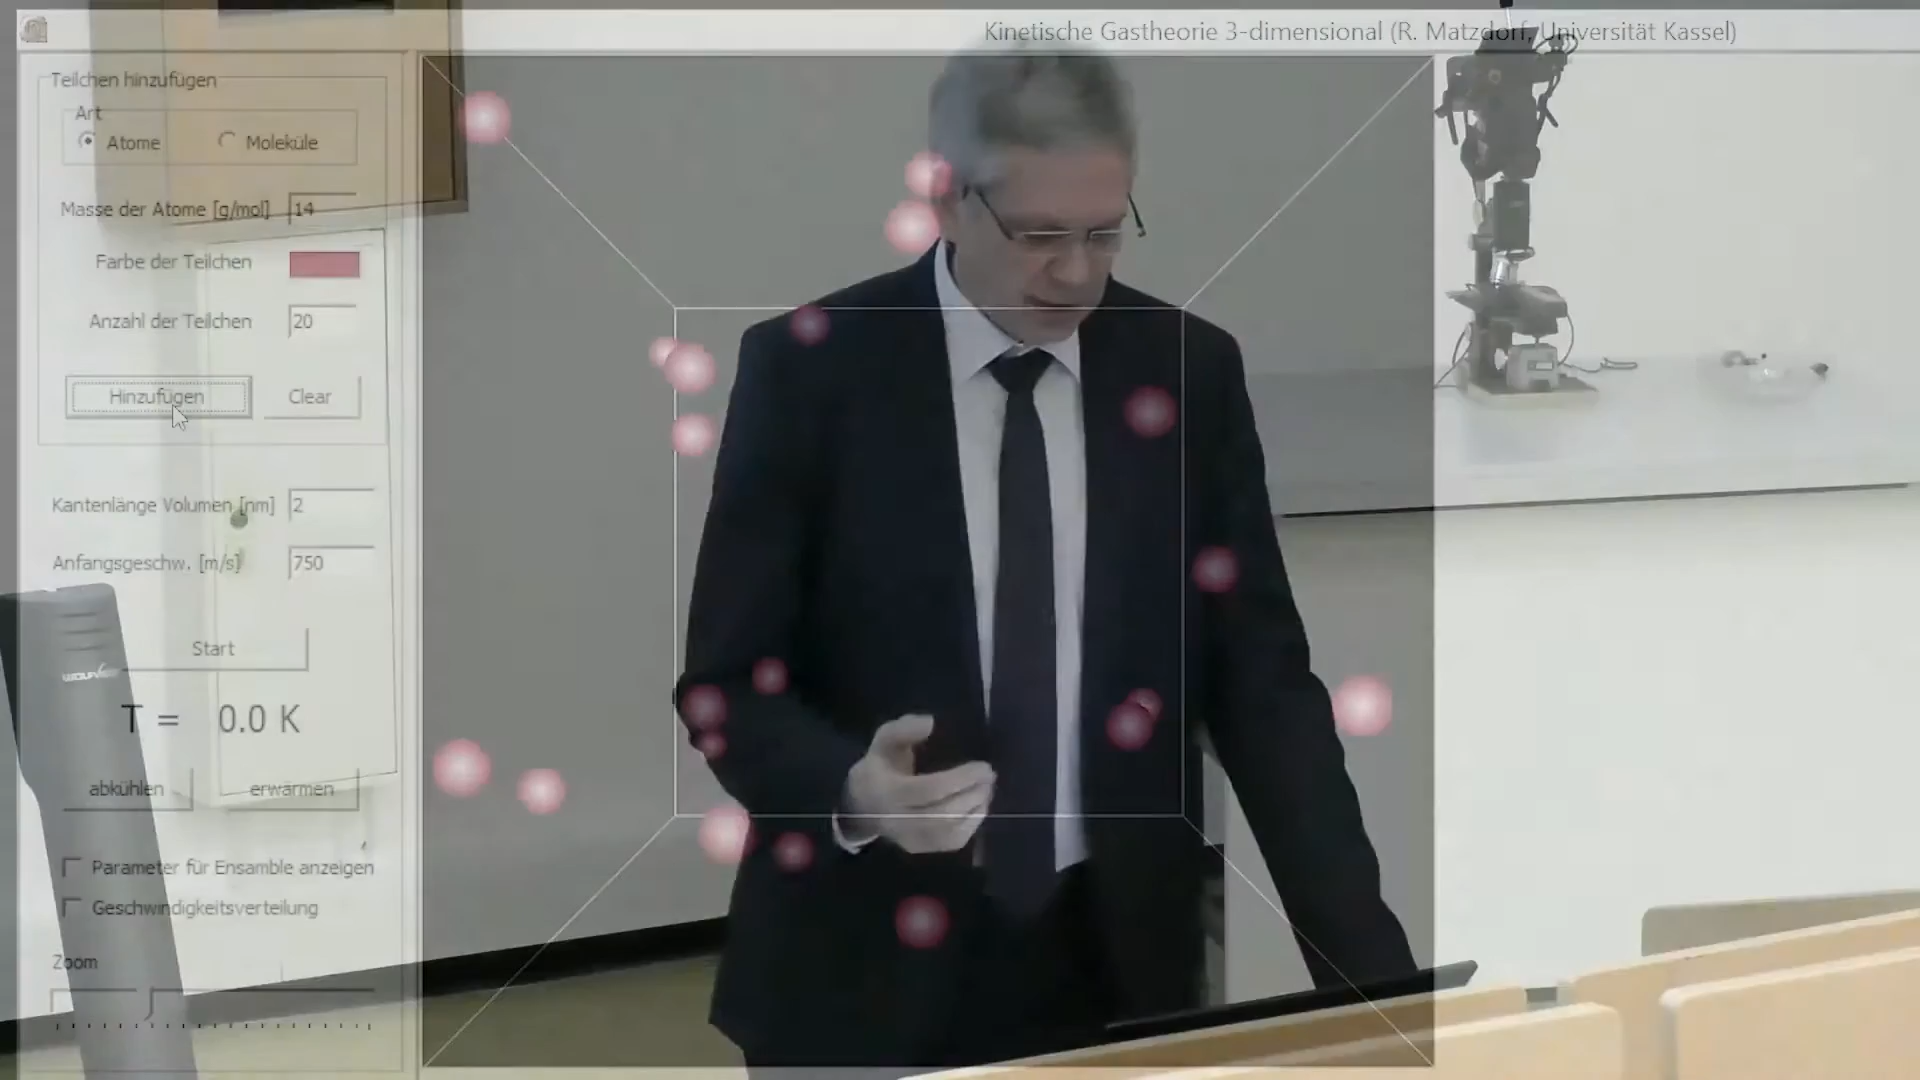 Kinetische Gastheorie 3-dimensional (R. Matzdorf, Universität Kassel)
Teilchen hinzufügen
Art
Atome
Moleküle
Masse der Atome [g/mol] 14
Farbe der Teilchen
Anzahl der Teilchen 20
Hinzufügen
Clear
Kantenlänge Volumen [nm] 2
Anfangsgeschw. [m/s] 750
Start
T = 0.0 K
abkühlen
erwärmen
Parameter für Ensamble anzeigen
Geschwindigkeitsverteilung
Zoom